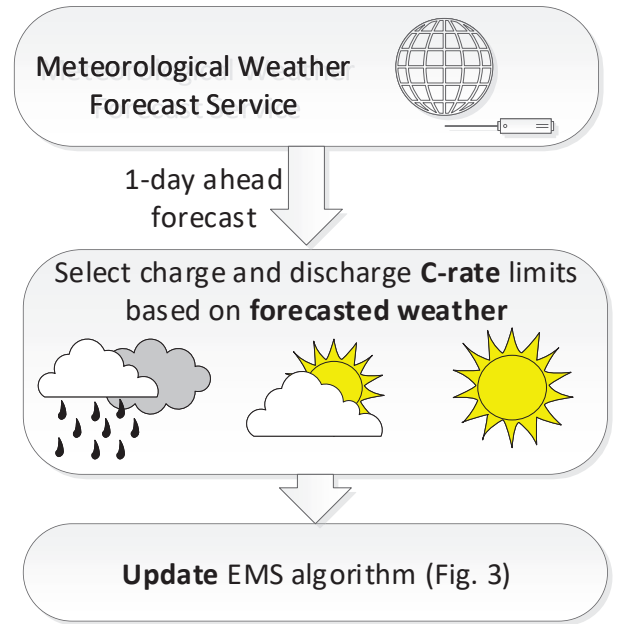 Meteorological Weather
Forecast Service
1-day ahead
forecast
Select charge and discharge C-rate limits
based on forecasted weather
Update EMS algorithm (Fig. 3)